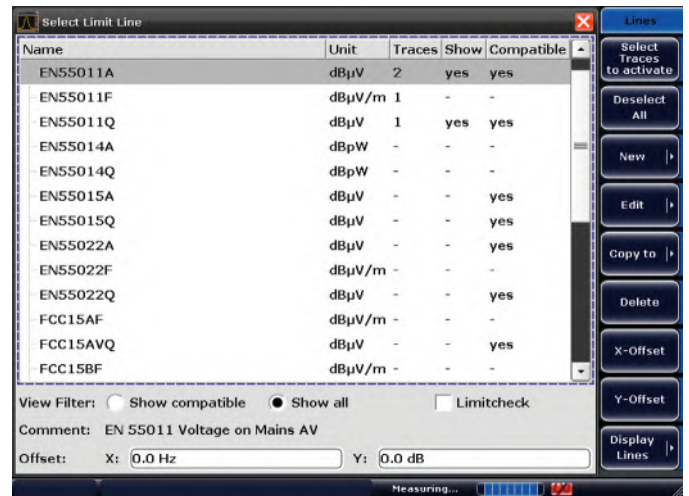 Select Limit Line
Name Unit Traces Show Compatible
EN55011A dBµV 2 yes yes
EN55011F dBµV/m 1 - -
EN55011Q dBµV 1 yes yes
EN55014A dBpW - - -
EN55014Q dBpW - - -
EN55015A dBµV - - yes
EN55015Q dBµV - - yes
EN55022A dBµV - - yes
EN55022F dBµV/m - - -
EN55022Q dBµV - - yes
FCC15AF dBµV/m - - -
FCC15AVQ dBµV - - yes
FCC15BF dBµV/m - - -
View Filter: Show compatible Show all Limitcheck
Comment: EN 55011 Voltage on Mains AV
Offset: X: 0.0 Hz Y: 0.0 dB
Measuring...
Lines
Select
Traces
to activate
Deselect
All
New
Edit
Copy to
Delete
X-Offset
Y-Offset
Display
Lines